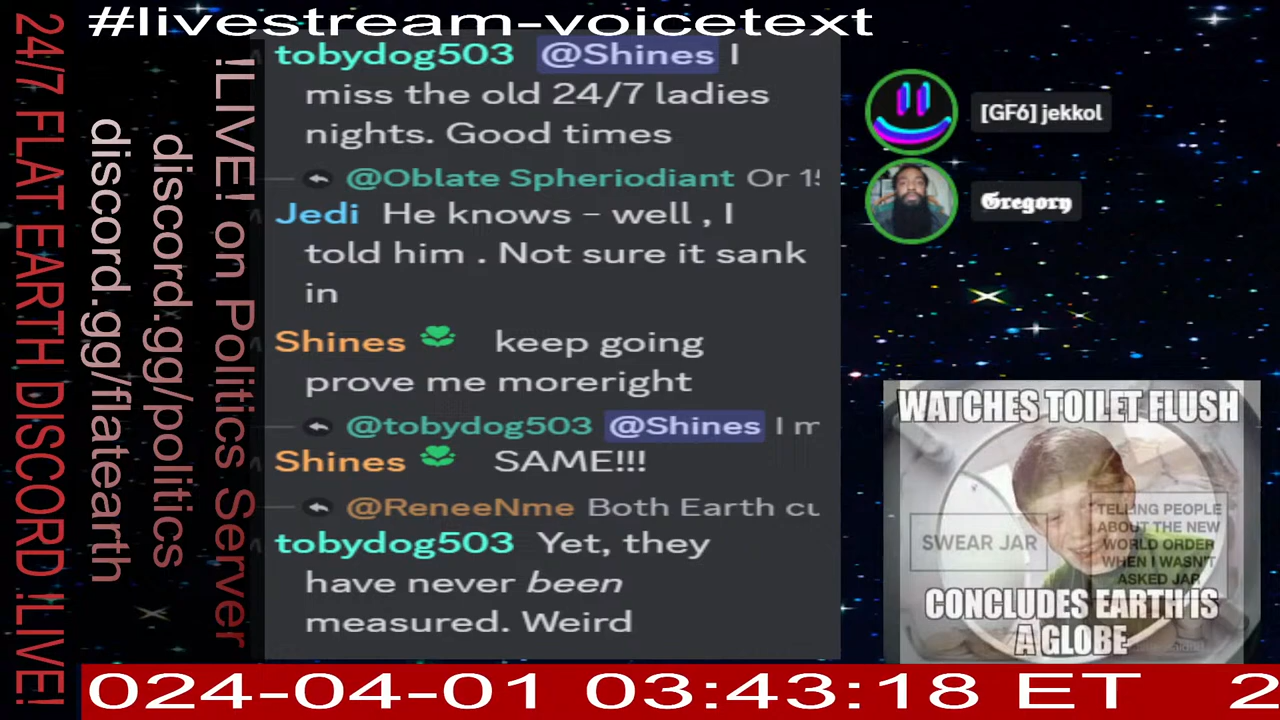 #livestream-voicetext
24/7 FLAT EARTH DISCORD !LIVE!
discord.gg/flatearth
discord.gg/politics
!LIVE! on Politics Server
tobydog503 @Shines I
miss the old 24/7 ladies
nights. Good times
@Oblate Spheriodiant Or 15
Jedi He knows - well , I
told him . Not sure it sank
in
Shines keep going
prove me moreright
@tobydog503 @Shines I m
Shines SAME!!!
@ReneeNme Both Earth cu
tobydog503 Yet, they
have never been
measured. Weird
[GF6] jekkol
Gregory
WATCHES TOILET FLUSH
SWEAR JAR
TELLING PEOPLE
ABOUT THE NEW
WORLD ORDER
WHEN I WASN'T
ASKED JAR
CONCLUDES EARTH IS
A GLOBE
024-04-01 03:43:18 ET 2